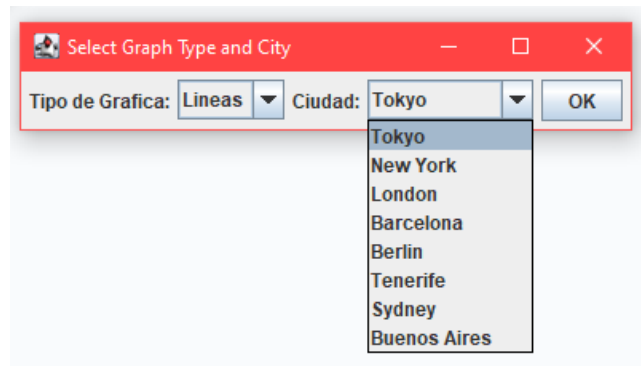 Select Graph Type and City
Tipo de Grafica: Lineas Ciudad: Tokyo OK
Tokyo
New York
London
Barcelona
Berlin
Tenerife
Sydney
Buenos Aires